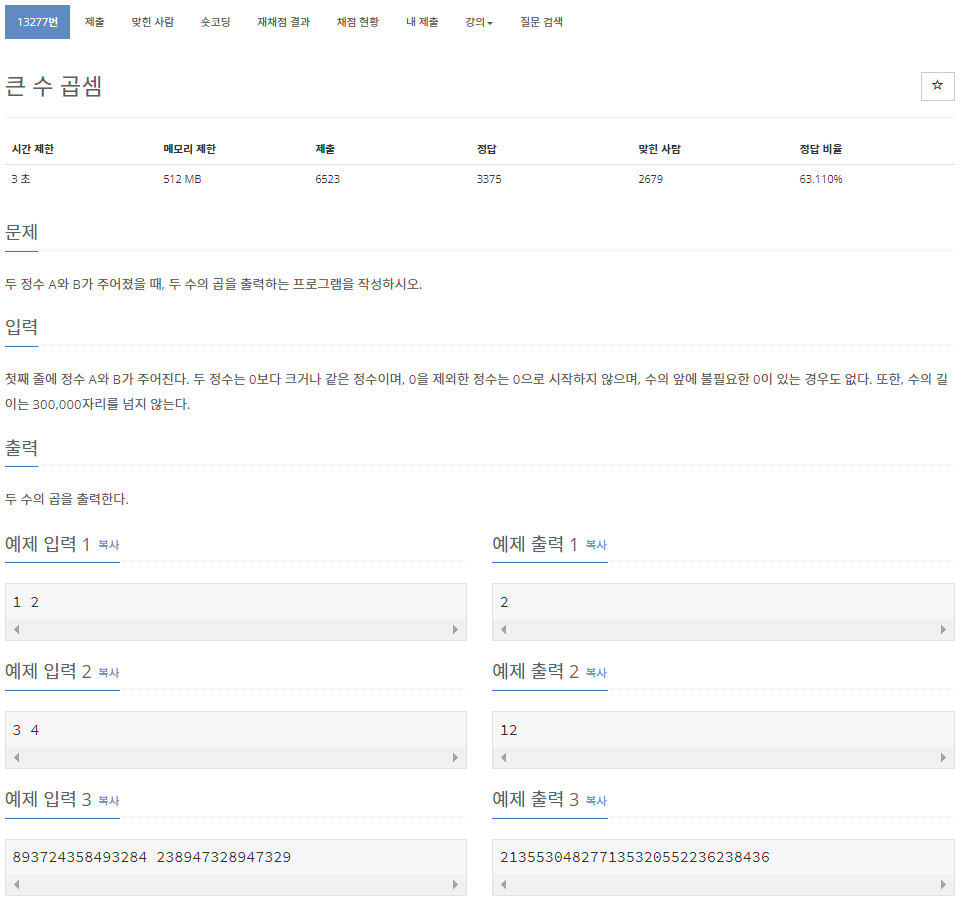 13277번 제출 맞힌 사람 숏코딩 재채점 결과 채점 현황 내 제출 강의 질문 검색
큰 수 곱셈
시간 제한 메모리 제한 제출 정답 맞힌 사람 정답 비율
3 초 512 MB 6523 3375 2679 63.110%
문제
두 정수 A와 B가 주어졌을 때, 두 수의 곱을 출력하는 프로그램을 작성하시오.
입력
첫째 줄에 정수 A와 B가 주어진다. 두 정수는 0보다 크거나 같은 정수이며, 0을 제외한 정수는 0으로 시작하지 않으며, 수의 앞에 불필요한 0이 있는 경우도 없다. 또한, 수의 길
이는 300,000자리를 넘지 않는다.
출력
두 수의 곱을 출력한다.
예제 입력 1 복사 예제 출력 1 복사
1 2 2
예제 입력 2 복사 예제 출력 2 복사
3 4 12
예제 입력 3 복사 예제 출력 3 복사
893724358493284 238947328947329 213553048277135320552236238436